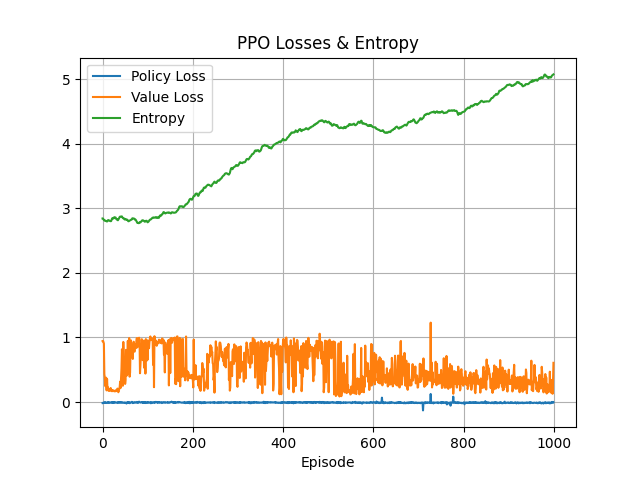 PPO Losses & Entropy
Policy Loss
Value Loss
Entropy
5
4
3
2
1
0
0 200 400 600 800 1000
Episode